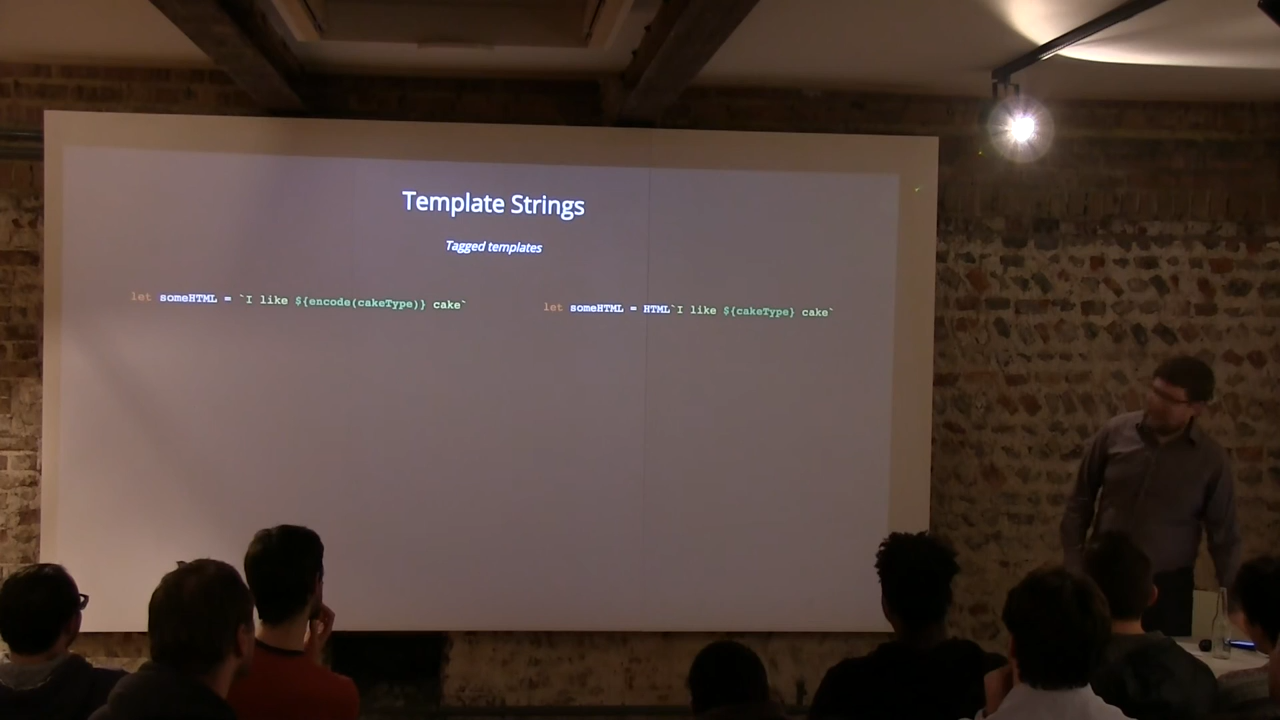 Template Strings
Tagged templates
let someHTML = `I like ${encode(cakeType)} cake`
let someHTML = HTML`I like ${cakeType} cake`